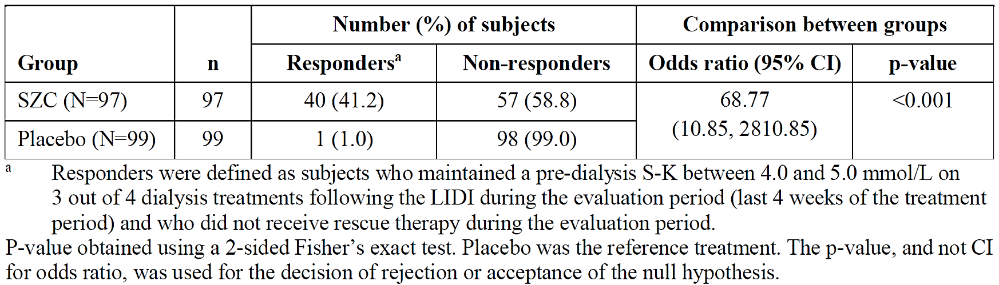 Number (%) of subjects Comparison between groups
Group n Respondersᵃ Non-responders Odds ratio (95% CI) p-value
SZC (N=97) 97 40 (41.2) 57 (58.8) 68.77 <0.001
(10.85, 2810.85)
Placebo (N=99) 99 1 (1.0) 98 (99.0)
ᵃ Responders were defined as subjects who maintained a pre-dialysis S-K between 4.0 and 5.0 mmol/L on
3 out of 4 dialysis treatments following the LIDI during the evaluation period (last 4 weeks of the treatment
period) and who did not receive rescue therapy during the evaluation period.
P-value obtained using a 2-sided Fisher’s exact test. Placebo was the reference treatment. The p-value, and not CI
for odds ratio, was used for the decision of rejection or acceptance of the null hypothesis.